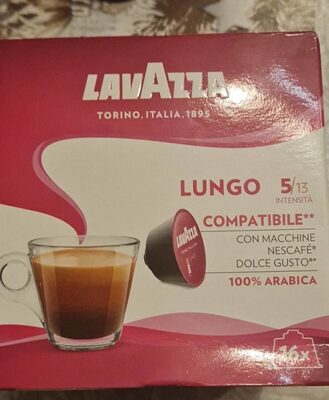 LAVAZZA
TORINO, ITALIA, 1895
LUNGO 5/13
INTENSITÀ
COMPATIBILE**
CON MACCHINE
NESCAFÉ*
DOLCE GUSTO*
100% ARABICA
LAVAZZA
16x